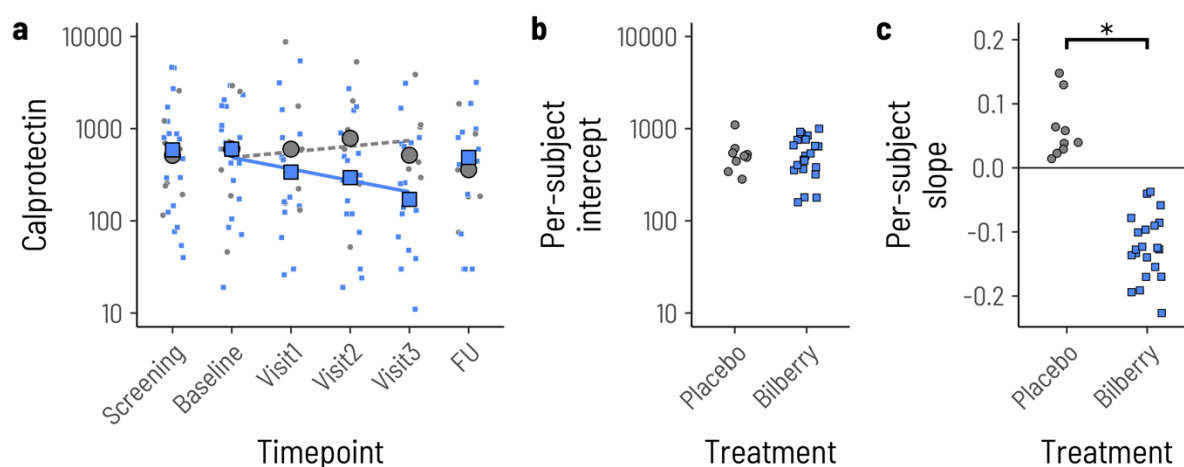 a
Calprotectin
10000
1000
100
10
Screening
Baseline
Visit1
Visit2
Visit3
FU
Timepoint
b
Per-subject
intercept
10000
1000
100
10
Placebo
Bilberry
Treatment
c
Per-subject
slope
0.2
0.1
0.0
-0.1
-0.2
*
Placebo
Bilberry
Treatment